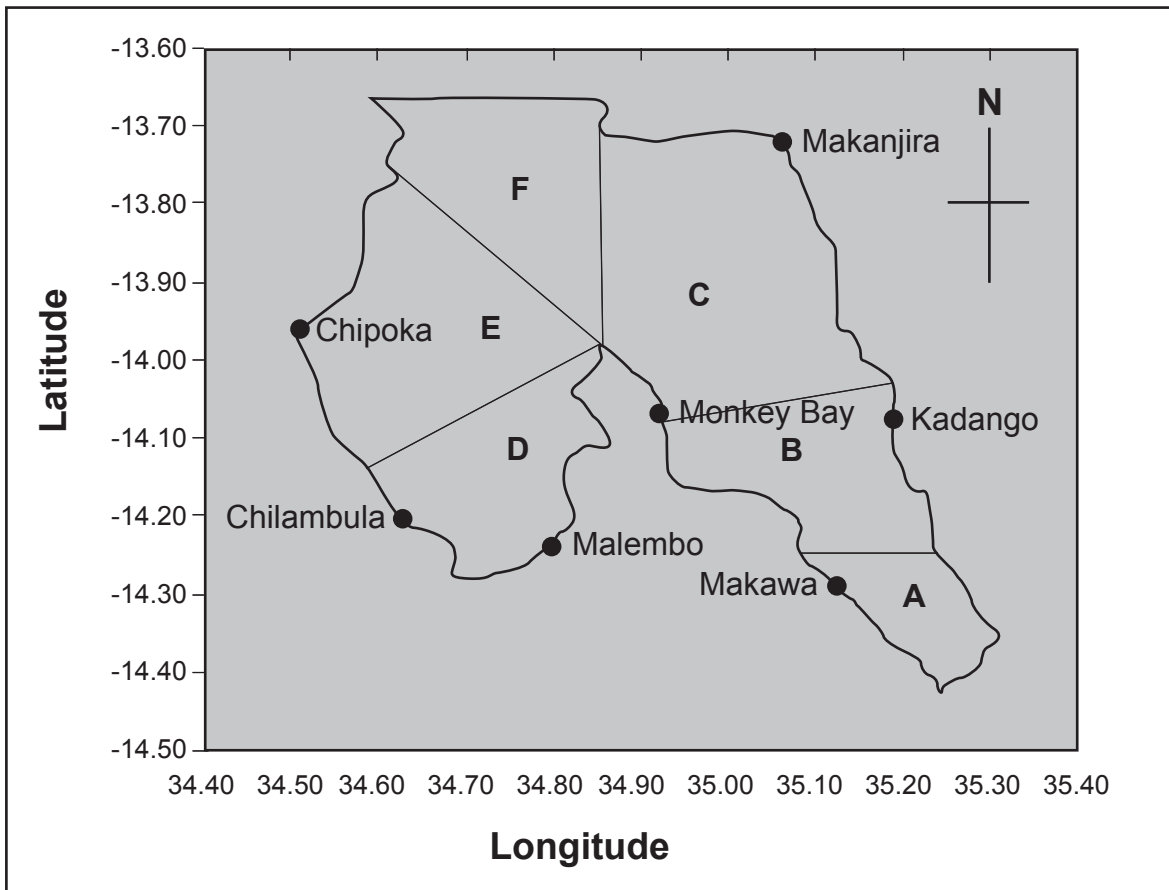 -13.60
N
-13.70
Makanjira
F
-13.80
-13.90
C
Chipoka
E
-14.00
Latitude
Monkey Bay
Kadango
-14.10
D
B
-14.20
Chilambula
Malembo
Makawa
A
-14.30
-14.40
-14.50
34.40 34.50 34.60 34.70 34.80 34.90 35.00 35.10 35.20 35.30 35.40
Longitude